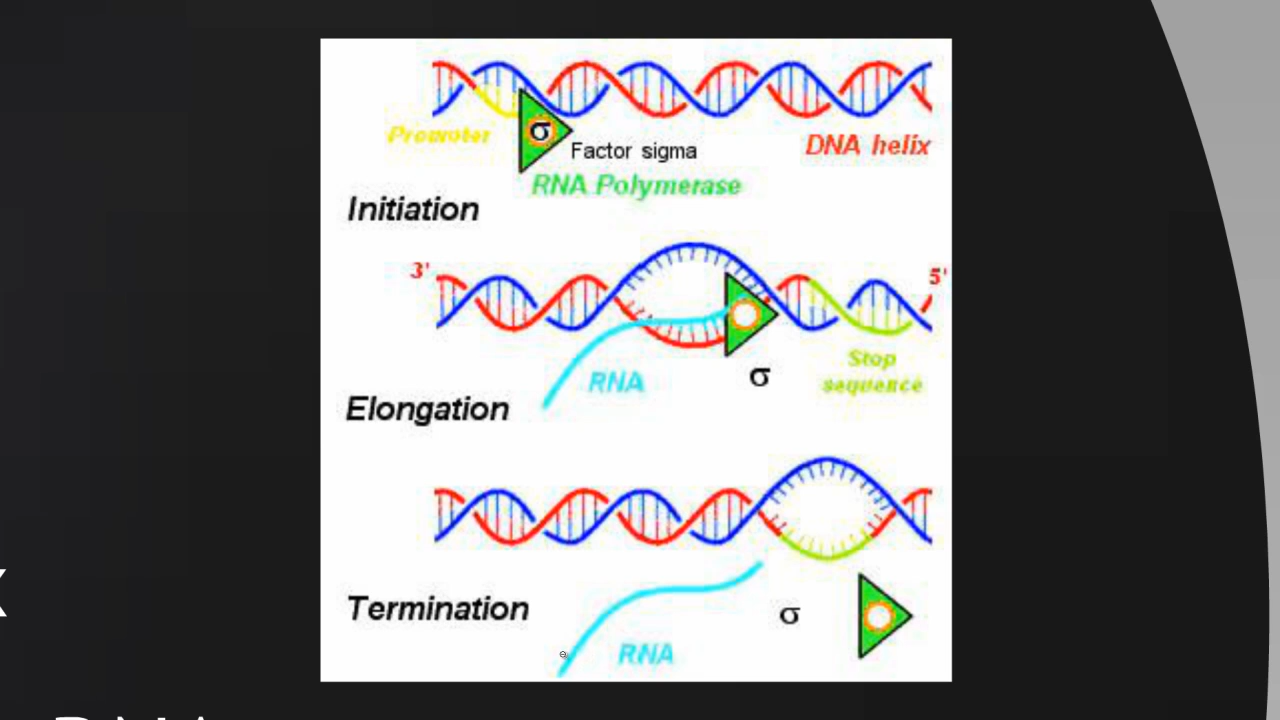 Promoter
σ
Factor sigma
DNA helix
RNA Polymerase
Initiation
3'
5'
RNA
σ
Stop
sequence
Elongation
Termination
σ
RNA